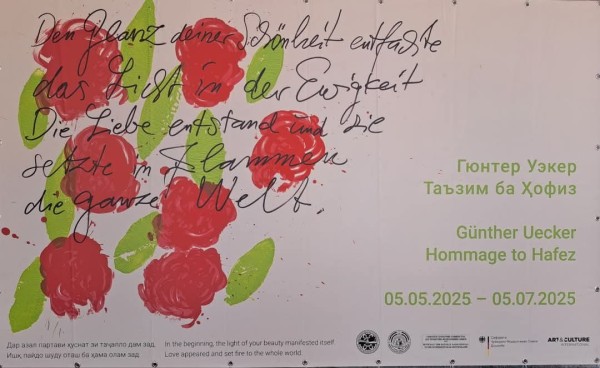 Den Glanz deiner Schönheit entfachte
das Licht in der Ewigkeit
Die Liebe entstand und sie
setzte in Flammen
die ganze Welt.
Гюнтер Уэкер
Таъзим ба Ҳофиз
Günther Uecker
Hommage to Hafez
05.05.2025 – 05.07.2025
Дар азал партави ҳуснат зи таҷалло дам зад.
Ишқ пайдо шуду оташ ба ҳама олам зад.
In the beginning, the light of your beauty manifested itself.
Love appeared and set fire to the whole world.
ART & CULTURE
INTERNATIONAL